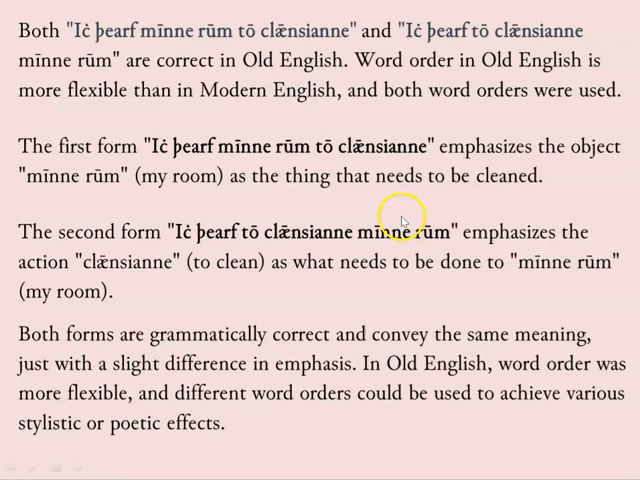 Both "Iċ þearf mīnne rūm tō clǣnsianne" and "Iċ þearf tō clǣnsianne
mīnne rūm" are correct in Old English. Word order in Old English is
more flexible than in Modern English, and both word orders were used.
The first form "Iċ þearf mīnne rūm tō clǣnsianne" emphasizes the object
"mīnne rūm" (my room) as the thing that needs to be cleaned.
The second form "Iċ þearf tō clǣnsianne mīnne rūm" emphasizes the
action "clǣnsianne" (to clean) as what needs to be done to "mīnne rūm"
(my room).
Both forms are grammatically correct and convey the same meaning,
just with a slight difference in emphasis. In Old English, word order was
more flexible, and different word orders could be used to achieve various
stylistic or poetic effects.